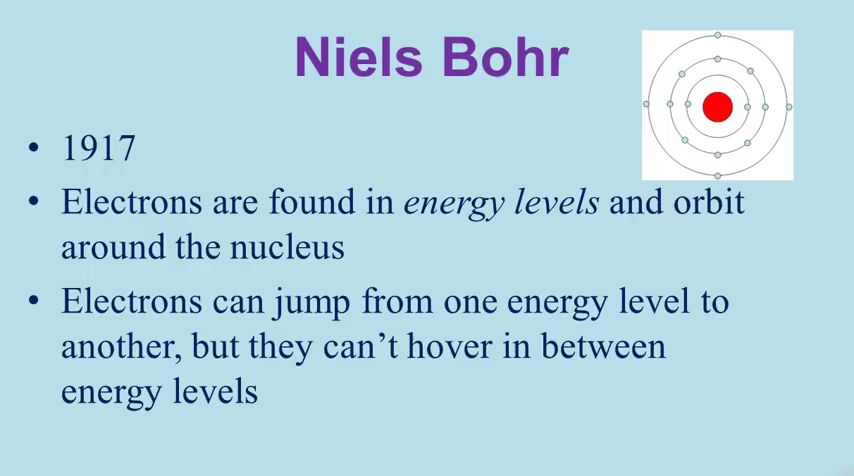 Niels Bohr
• 1917
• Electrons are found in energy levels and orbit
around the nucleus
• Electrons can jump from one energy level to
another, but they can't hover in between
energy levels